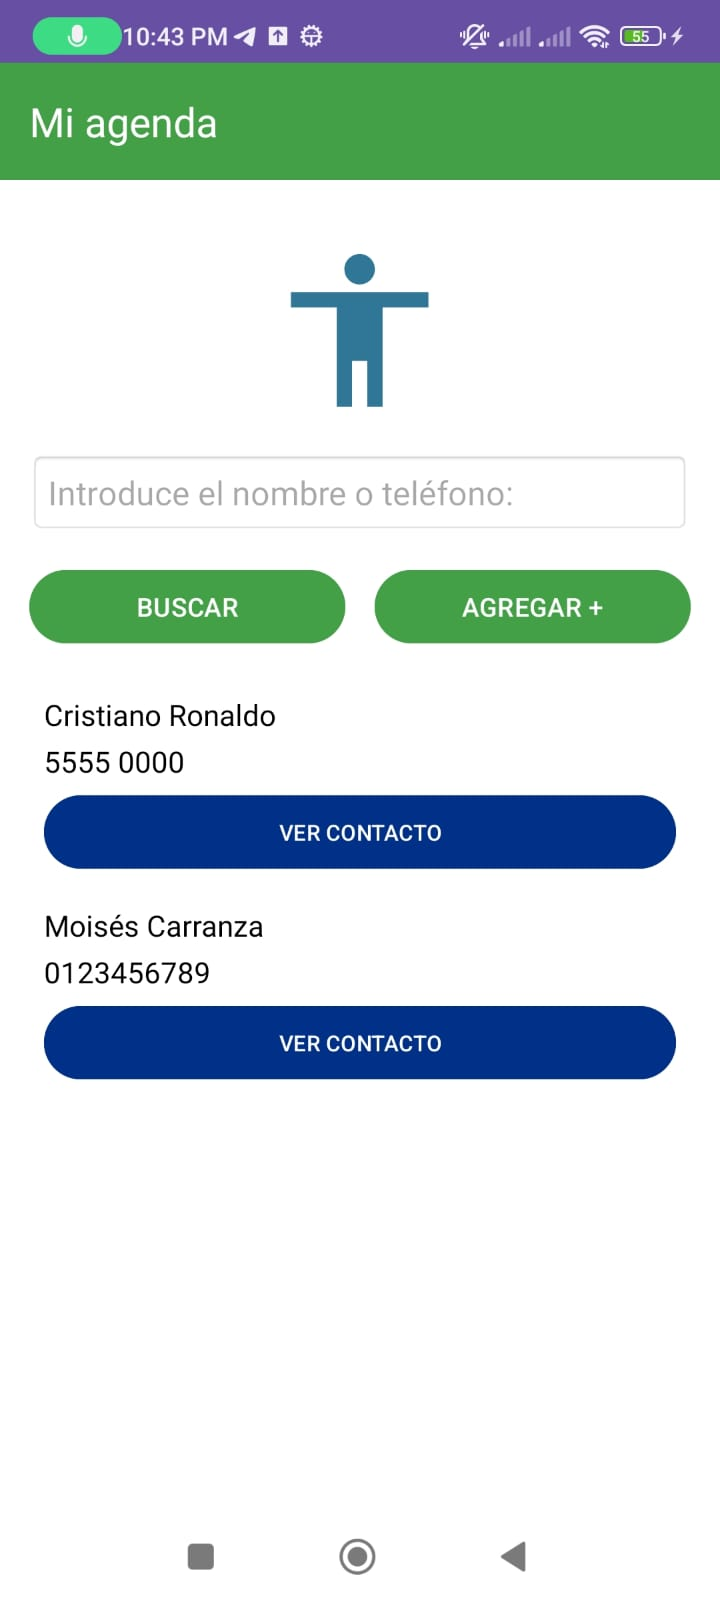 10:43 PM
55
Mi agenda
Introduce el nombre o teléfono:
BUSCAR
AGREGAR +
Cristiano Ronaldo
5555 0000
VER CONTACTO
Moisés Carranza
0123456789
VER CONTACTO